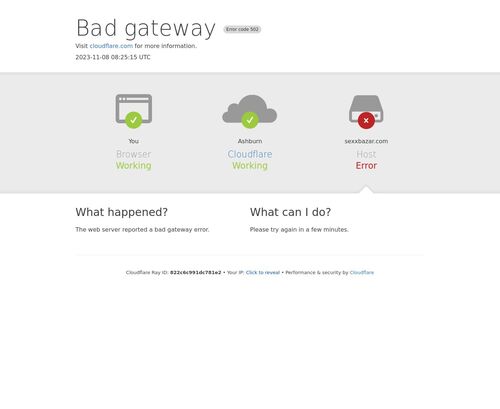 Bad gateway Error code 502
Visit cloudflare.com for more information.
2023-11-08 08:25:15 UTC
You
Browser
Working
Ashburn
Cloudflare
Working
sexxbazar.com
Host
Error
What happened?
The web server reported a bad gateway error.
What can I do?
Please try again in a few minutes.
Cloudflare Ray ID: 822c6c991dc781e2 • Your IP: Click to reveal • Performance & security by Cloudflare